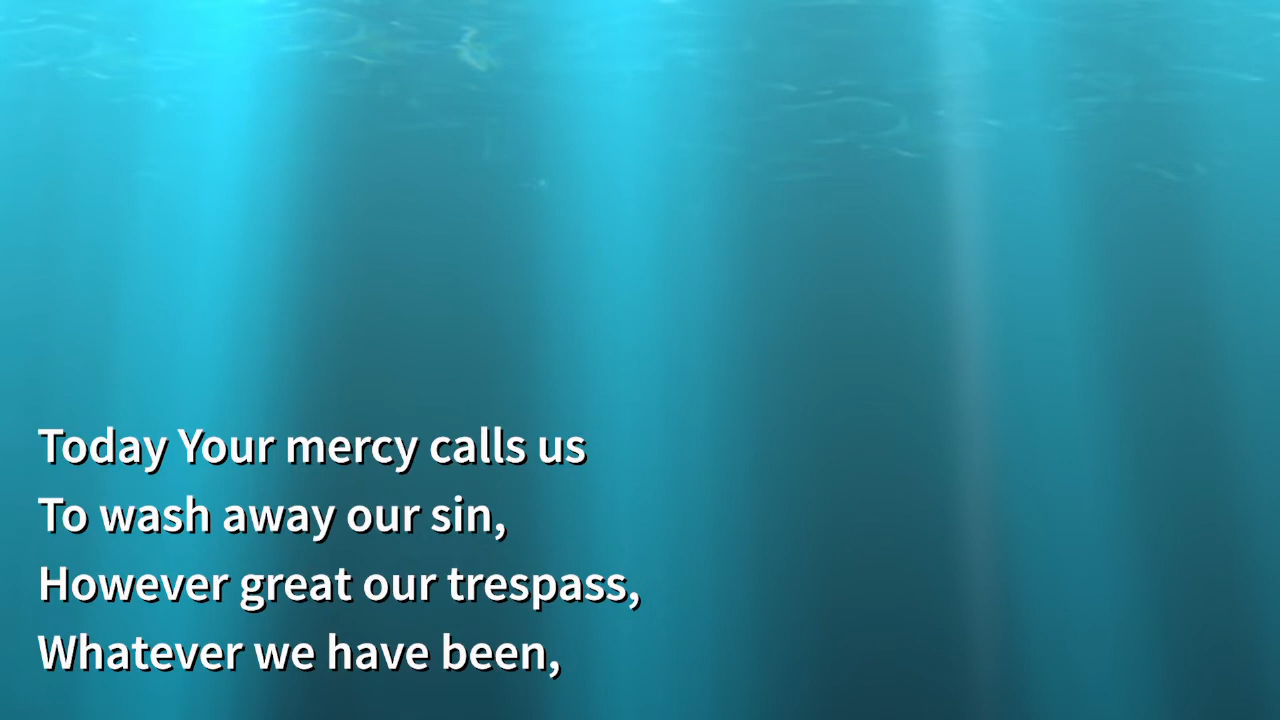 Today Your mercy calls us
To wash away our sin,
However great our trespass,
Whatever we have been,